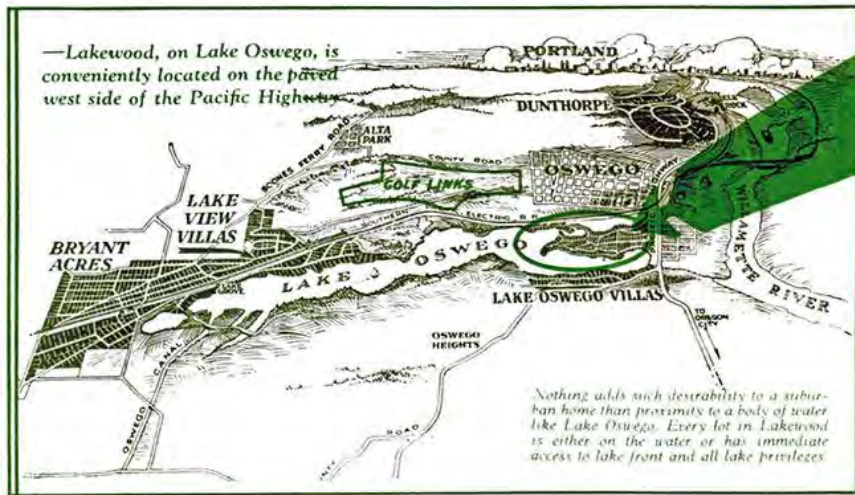 —Lakewood, on Lake Oswego, is
conveniently located on the paved
west side of the Pacific Highway
PORTLAND
DUNTHORPE
ALTA
PARK
BOONES FERRY ROAD
COUNTY ROAD
OSWEGO
GOLF LINKS
LAKE
VIEW
VILLAS
SOUTHERN
ELECTRIC R.R.
BRYANT
ACRES
LAKE OSWEGO
WILLAMETTE RIVER
LAKE OSWEGO VILLAS
TO
OREGON
CITY
OSWEGO
HEIGHTS
OSWEGO CANAL
ROAD
Nothing adds such desirability to a subur-
ban home than proximity to a body of water
like Lake Oswego. Every lot in Lakewood
is either on the water or has immediate
access to lake front and all lake privileges